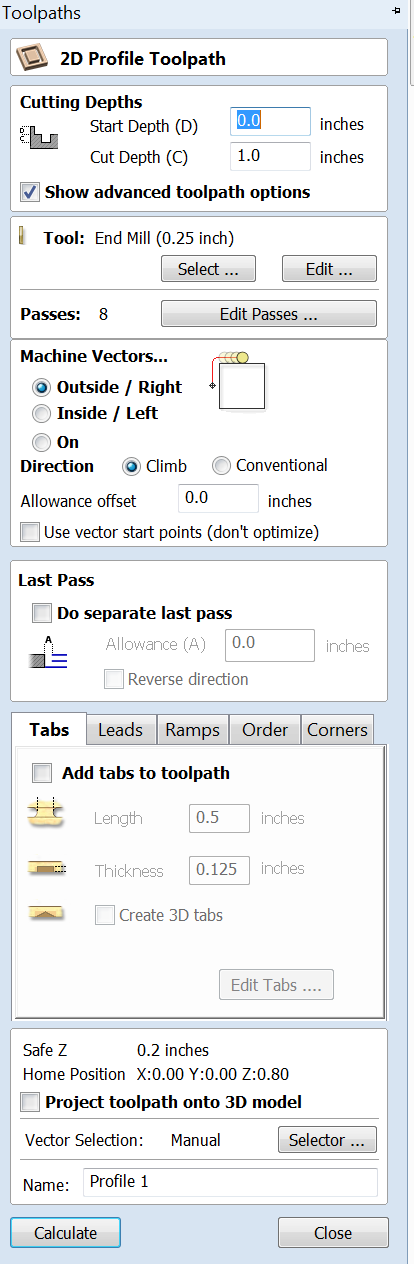 Toolpaths
2D Profile Toolpath
Cutting Depths
D
C
Start Depth (D) 0.0 inches
Cut Depth (C) 1.0 inches
Show advanced toolpath options
Tool: End Mill (0.25 inch)
Select ... Edit ...
Passes: 8 Edit Passes ...
Machine Vectors...
Outside / Right
Inside / Left
On
Direction Climb Conventional
Allowance offset 0.0 inches
Use vector start points (don't optimize)
Last Pass
Do separate last pass
A
Allowance (A) 0.0 inches
Reverse direction
Tabs Leads Ramps Order Corners
Add tabs to toolpath
Length 0.5 inches
Thickness 0.125 inches
Create 3D tabs
Edit Tabs ....
Safe Z 0.2 inches
Home Position X:0.00 Y:0.00 Z:0.80
Project toolpath onto 3D model
Vector Selection: Manual Selector ...
Name: Profile 1
Calculate Close